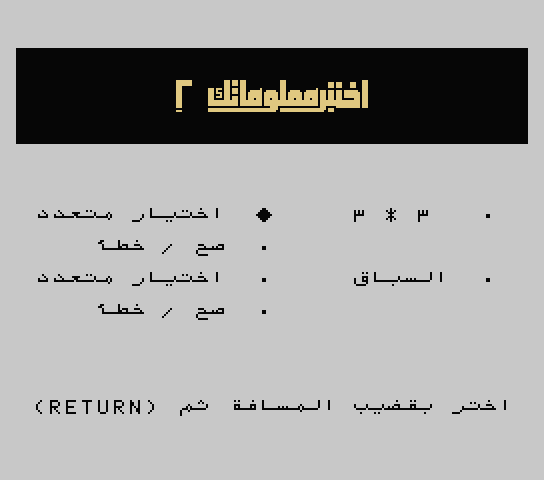 اختبر معلوماتك ٢
٣ * ٣ ◆ اختيار متعدد
صح / خطأ
السباق اختيار متعدد
صح / خطأ
اختر بقضيب المسافة ثم (RETURN)